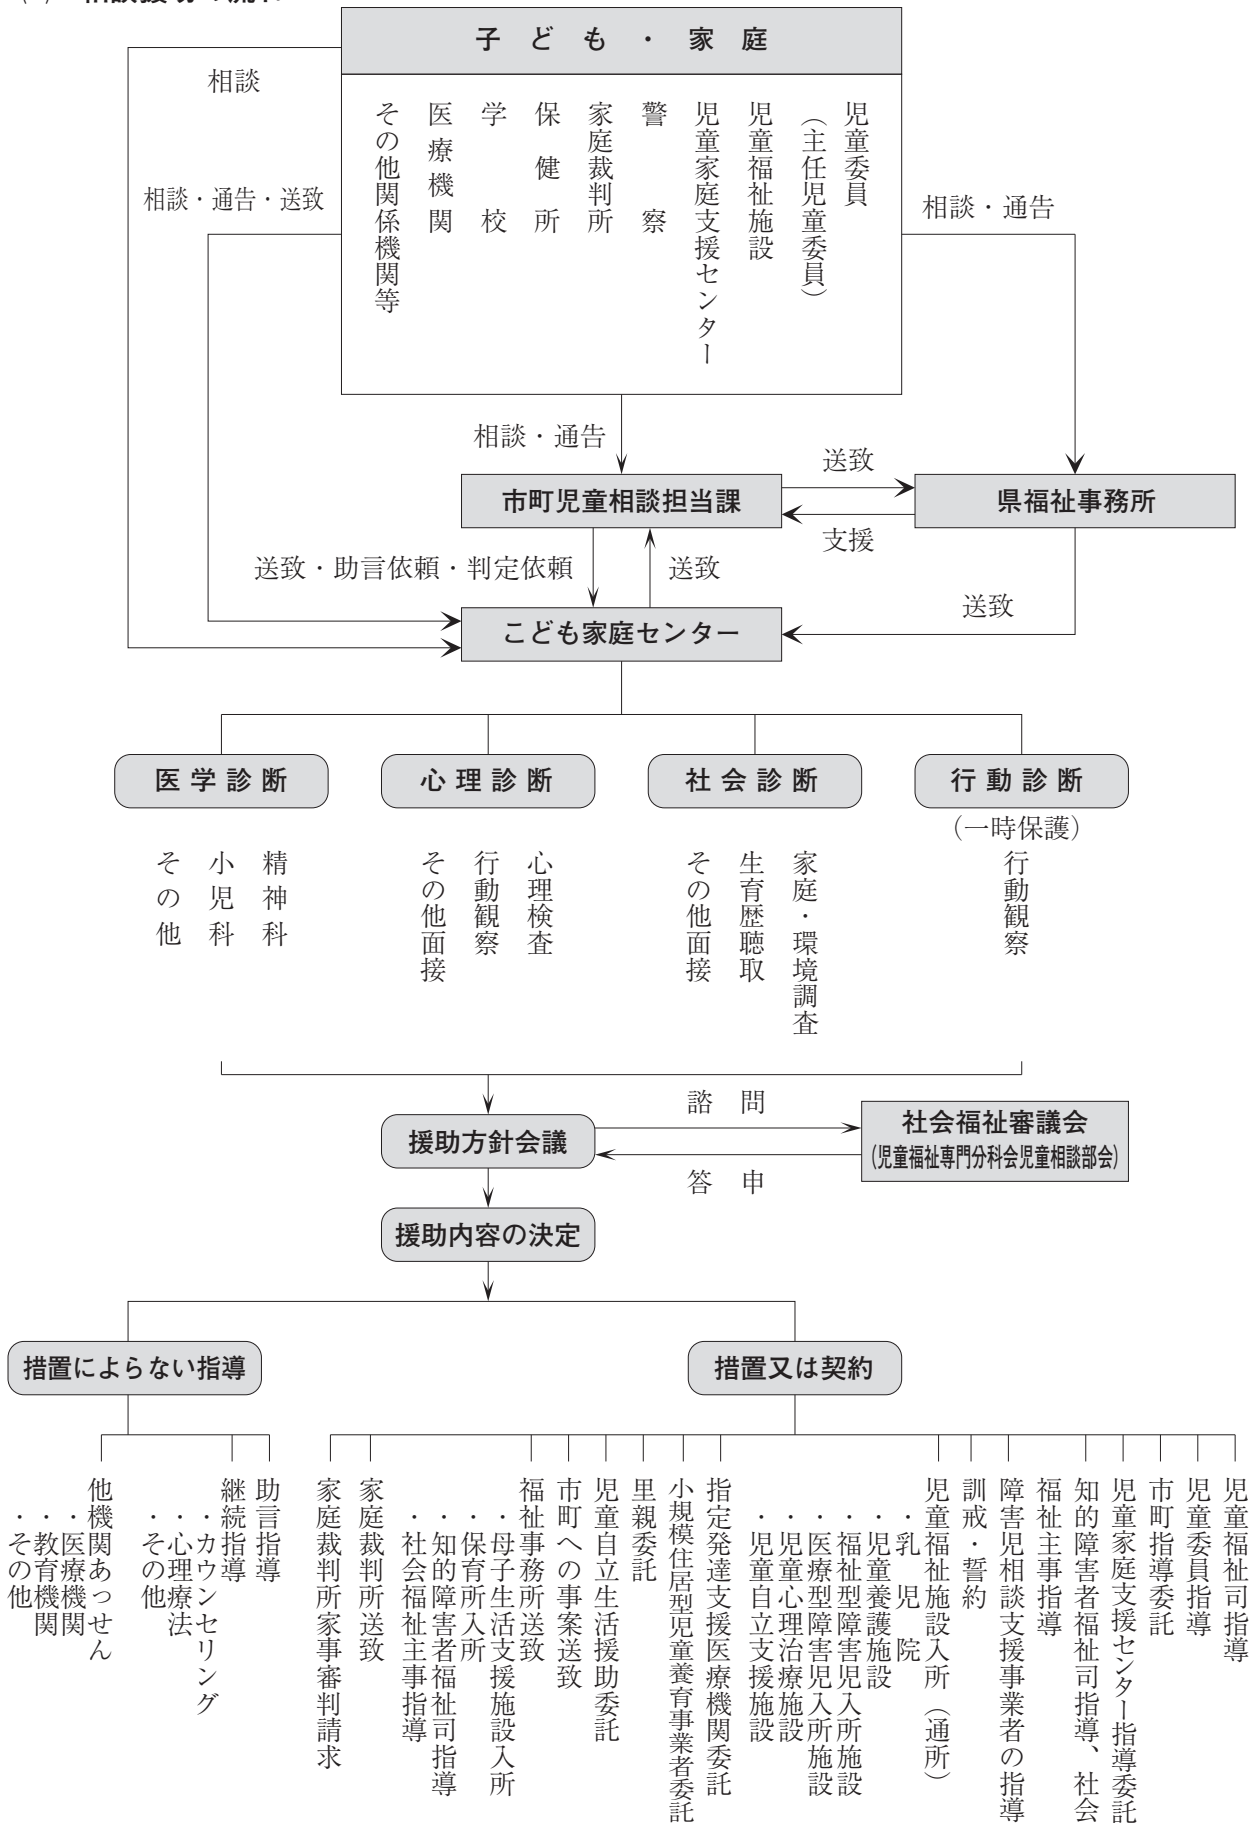 子ども・家庭
相談
児童委員
（主任児童委員）
児童福祉施設
児童家庭支援センター
警察
家庭裁判所
保健所
学校
医療機関
その他関係機関等
相談・通告・送致
相談・通告
相談・通告
送致
市町児童相談担当課
県福祉事務所
支援
送致・助言依頼・判定依頼
送致
送致
こども家庭センター
医学診断
心理診断
社会診断
行動診断
（一時保護）
精神科
小児科
その他
心理検査
行動観察
その他面接
家庭・環境調査
生育歴聴取
その他面接
行動観察
諮問
援助方針会議
社会福祉審議会
（児童福祉専門分科会児童相談部会）
答申
援助内容の決定
措置によらない指導
措置又は契約
助言指導
継続指導
・カウンセリング
・心理療法
・その他
他機関あっせん
・医療機関
・教育機関
・その他
児童福祉司指導
児童委員指導
市町指導委託
児童家庭支援センター指導委託
知的障害者福祉司指導、社会
福祉主事指導
障害児相談支援事業者の指導
訓戒・誓約
児童福祉施設入所（通所）
・乳児院
・児童養護施設
・福祉型障害児入所施設
・医療型障害児入所施設
・児童心理治療施設
・児童自立支援施設
指定発達支援医療機関委託
小規模住居型児童養育事業者委託
里親委託
児童自立生活援助委託
市町への事案送致
福祉事務所送致
・母子生活支援施設入所
・保育所入所
・知的障害者福祉司指導
・社会福祉主事指導
家庭裁判所送致
家庭裁判所家事審判請求